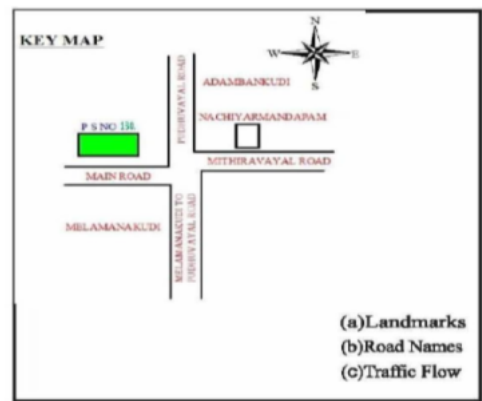 KEY MAP
N
W
E
S
PUDHUVAYAL ROAD
ADAMBANKUDI
NACHIYARMANDAPAM
P S NO 138
MITHIRAVAYAL ROAD
MAIN ROAD
MELAMANAKUDI
MELAMANAKUDI TO
PUDHUVAYAL ROAD
(a)Landmarks
(b)Road Names
(c)Traffic Flow